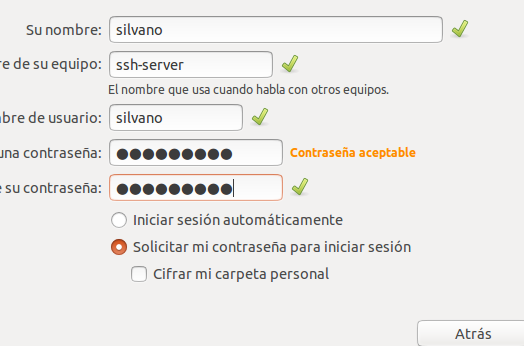 Su nombre: silvano
re de su equipo: ssh-server
El nombre que usa cuando habla con otros equipos.
bre de usuario: silvano
una contraseña: ●●●●●●●●● Contraseña aceptable
e su contraseña: ●●●●●●●●●
Iniciar sesión automáticamente
Solicitar mi contraseña para iniciar sesión
Cifrar mi carpeta personal
Atrás